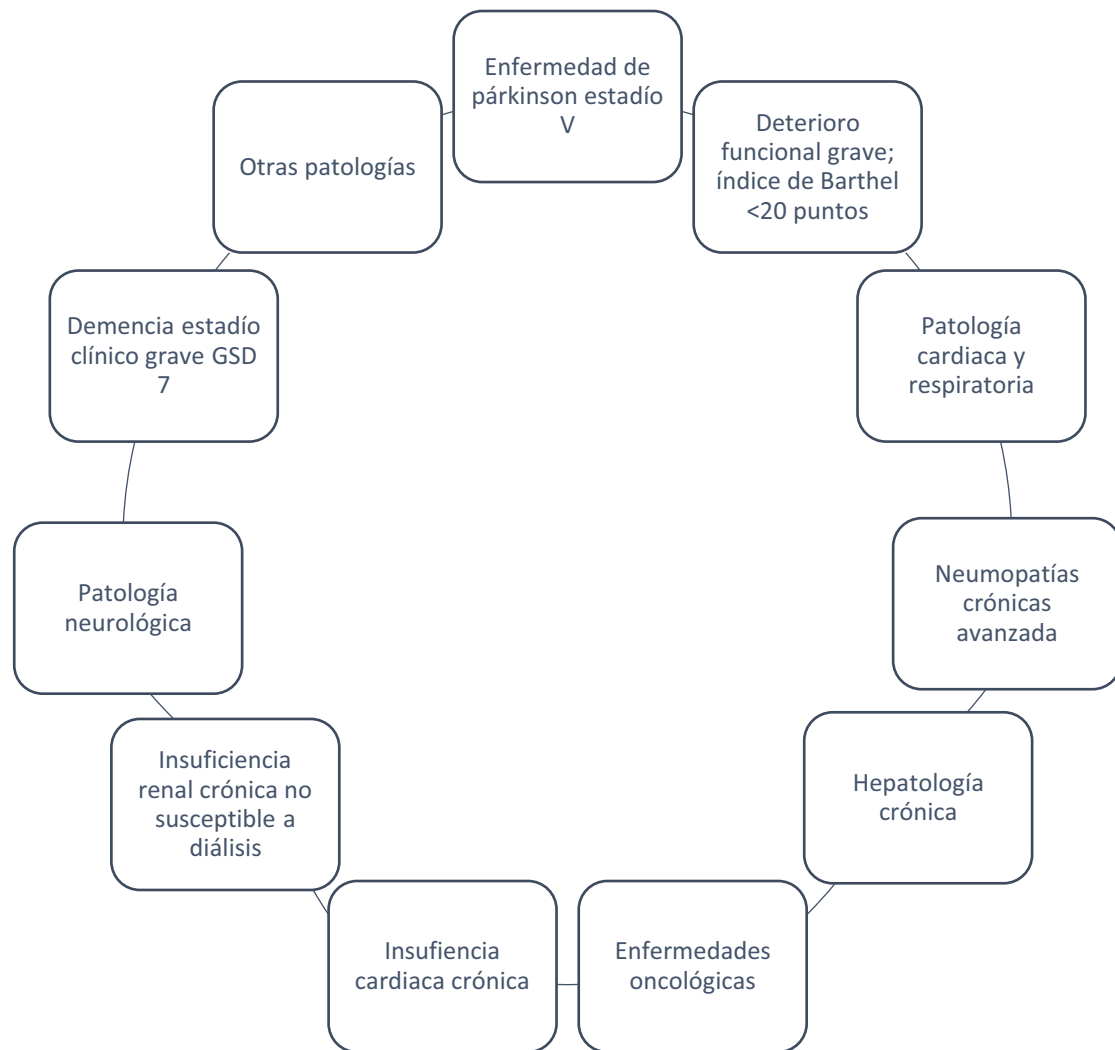 Enfermedad de
párkinson estadío
V
Deterioro
funcional grave;
índice de Barthel
<20 puntos
Patología
cardiaca y
respiratoria
Neumopatías
crónicas
avanzada
Hepatología
crónica
Enfermedades
oncológicas
Insufiencia
cardiaca crónica
Insuficiencia
renal crónica no
susceptible a
diálisis
Patología
neurológica
Demencia estadío
clínico grave GSD
7
Otras patologías